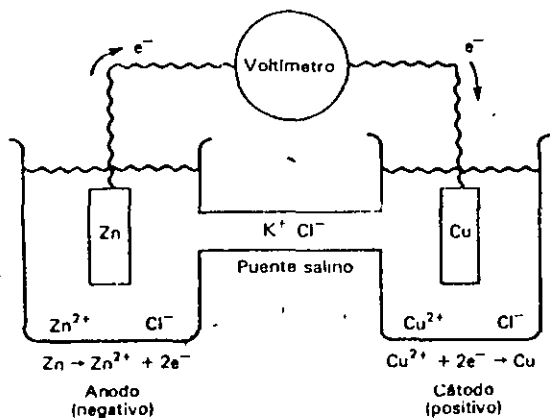 e⁻ e⁻
Voltímetro
Zn K⁺ Cl⁻ Cu
Puente salino
Zn²⁺ Cl⁻ Cu²⁺ Cl⁻
Zn → Zn²⁺ + 2e⁻ Cu²⁺ + 2e⁻ → Cu
Anodo Cátodo
(negativo) (positivo)